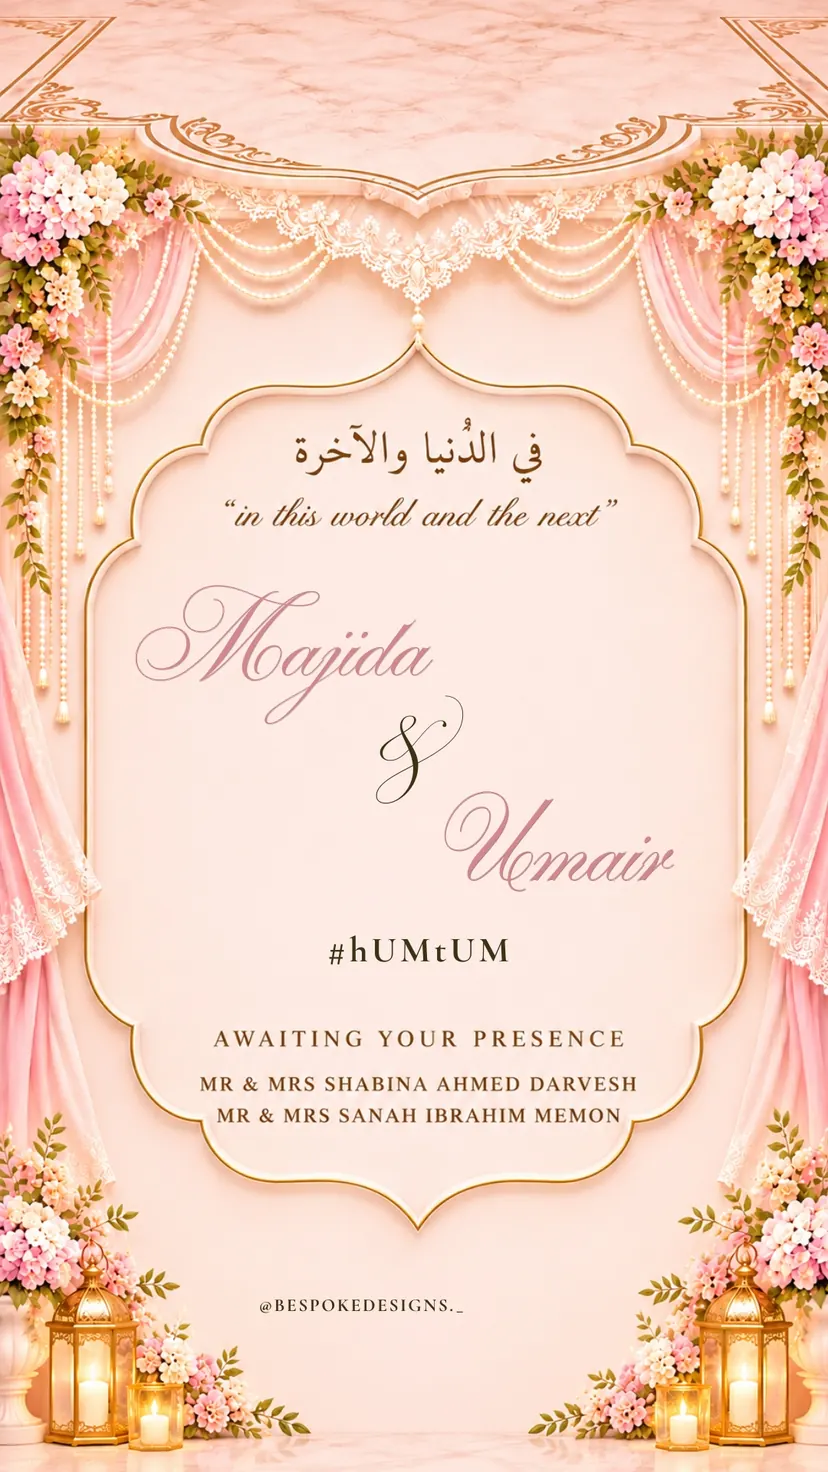 في الدُنيا والآخرة
“in this world and the next”
Majida
&
Umair
#hUMtUM
AWAITING YOUR PRESENCE
MR & MRS SHABINA AHMED DARVESH
MR & MRS SANAH IBRAHIM MEMON
@BESPOKEDESIGNS._